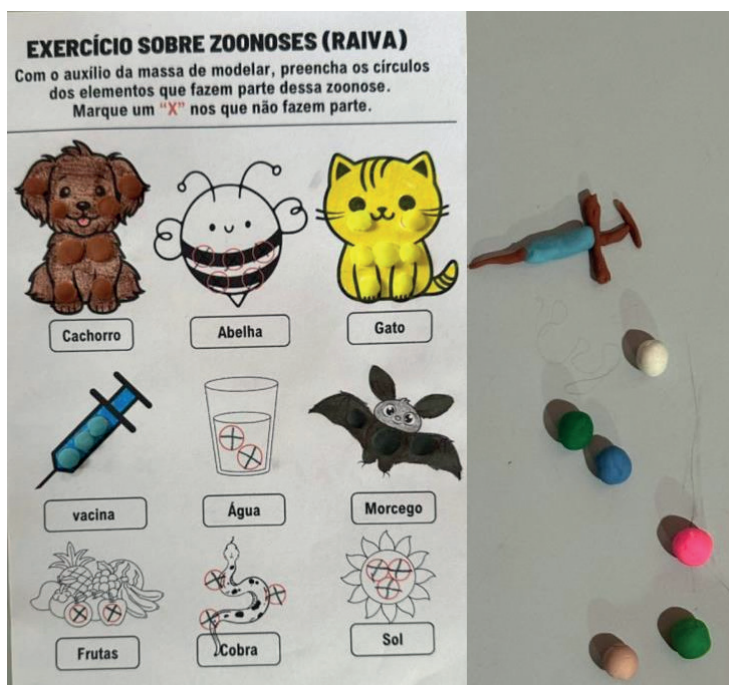 EXERCÍCIO SOBRE ZOONOSES (RAIVA)
Com o auxílio da massa de modelar, preencha os círculos
dos elementos que fazem parte dessa zoonose.
Marque um “X” nos que não fazem parte.
Cachorro
Abelha
Gato
vacina
Água
Morcego
Frutas
Cobra
Sol